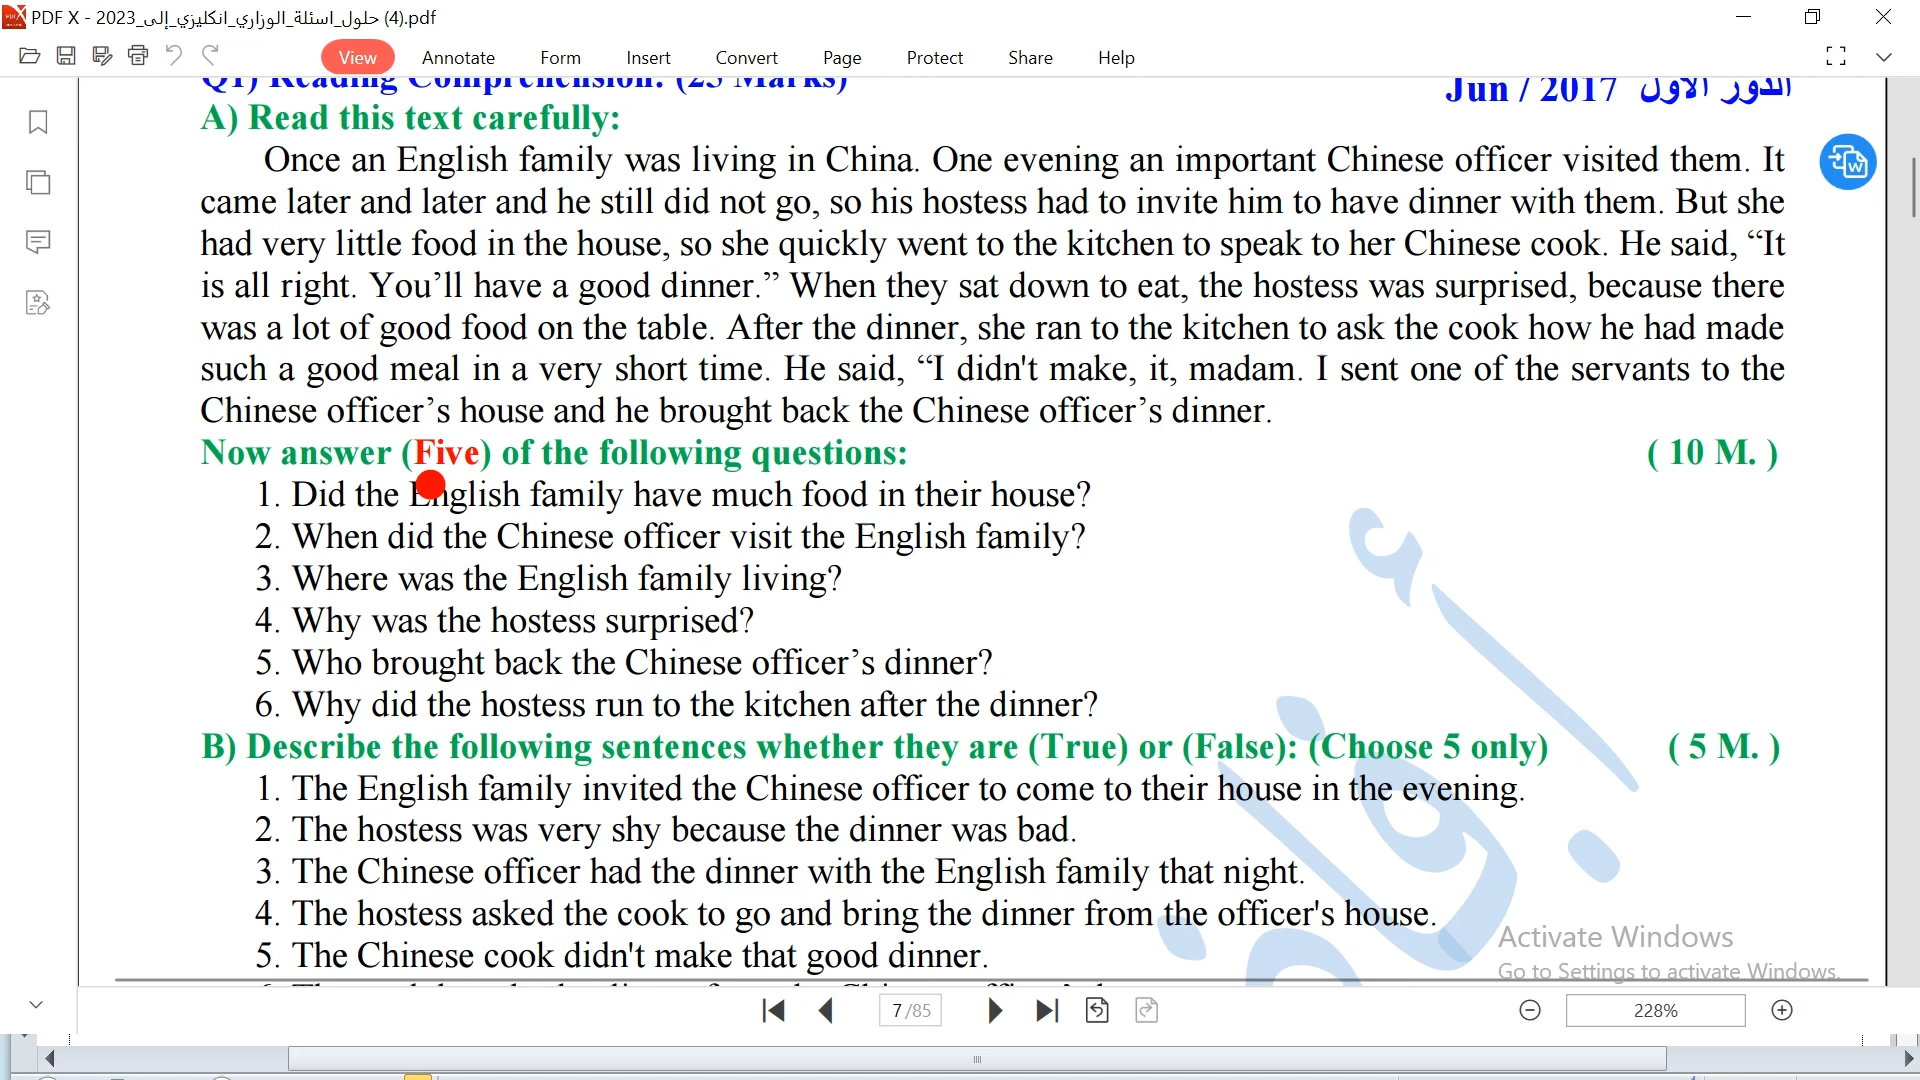 PDF X - 2023_حلول_اسئلة_الوزاري_انكليزي_إلى (4).pdf
View Annotate Form Insert Convert Page Protect Share Help
Q1) Reading Comprehension: (25 Marks) Jun / 2017 الدور الاول
A) Read this text carefully:
Once an English family was living in China. One evening an important Chinese officer visited them. It
came later and later and he still did not go, so his hostess had to invite him to have dinner with them. But she
had very little food in the house, so she quickly went to the kitchen to speak to her Chinese cook. He said, “It
is all right. You’ll have a good dinner.” When they sat down to eat, the hostess was surprised, because there
was a lot of good food on the table. After the dinner, she ran to the kitchen to ask the cook how he had made
such a good meal in a very short time. He said, “I didn't make, it, madam. I sent one of the servants to the
Chinese officer’s house and he brought back the Chinese officer’s dinner.
Now answer (Five) of the following questions: ( 10 M. )
1. Did the English family have much food in their house?
2. When did the Chinese officer visit the English family?
3. Where was the English family living?
4. Why was the hostess surprised?
5. Who brought back the Chinese officer’s dinner?
6. Why did the hostess run to the kitchen after the dinner?
B) Describe the following sentences whether they are (True) or (False): (Choose 5 only) ( 5 M. )
1. The English family invited the Chinese officer to come to their house in the evening.
2. The hostess was very shy because the dinner was bad.
3. The Chinese officer had the dinner with the English family that night.
4. The hostess asked the cook to go and bring the dinner from the officer's house.
5. The Chinese cook didn't make that good dinner.
Activate Windows
Go to Settings to activate Windows.
7 /85 228%